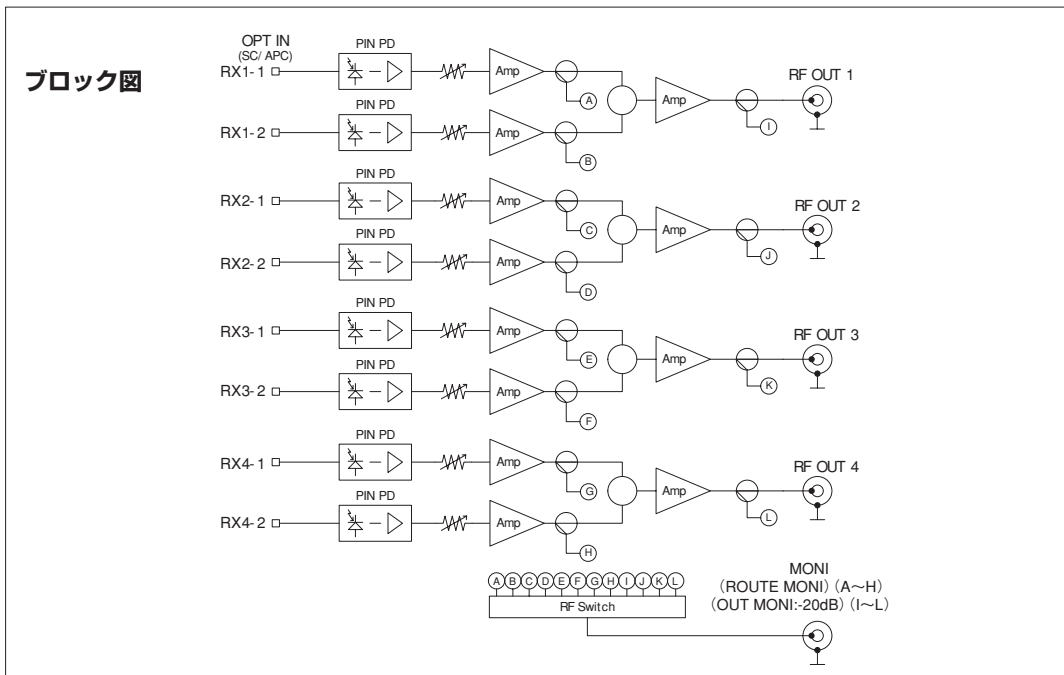 ブロック図
OPT IN
(SC/ APC)
PIN PD
RX1- 1
Amp
A
Amp
RF OUT 1
I
PIN PD
RX1- 2
Amp
B
PIN PD
RX2- 1
Amp
C
Amp
RF OUT 2
J
PIN PD
RX2- 2
Amp
D
PIN PD
RX3- 1
Amp
E
Amp
RF OUT 3
K
PIN PD
RX3- 2
Amp
F
PIN PD
RX4- 1
Amp
G
Amp
RF OUT 4
L
PIN PD
RX4- 2
Amp
H
A B C D E F G H I J K L
RF Switch
MONI
(ROUTE MONI) (A～H)
(OUT MONI:-20dB) (I～L)